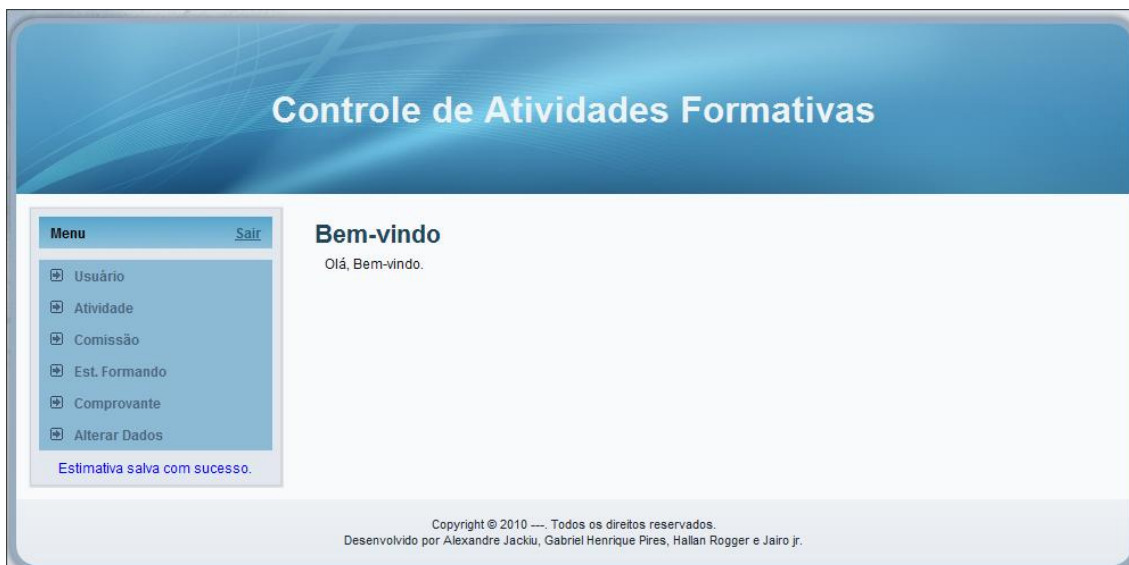 Controle de Atividades Formativas
Menu Sair
Usuário
Atividade
Comissão
Est. Formando
Comprovante
Alterar Dados
Estimativa salva com sucesso.
Bem-vindo
Olá, Bem-vindo.
Copyright © 2010 ---. Todos os direitos reservados.
Desenvolvido por Alexandre Jackiu, Gabriel Henrique Pires, Hallan Rogger e Jairo jr.